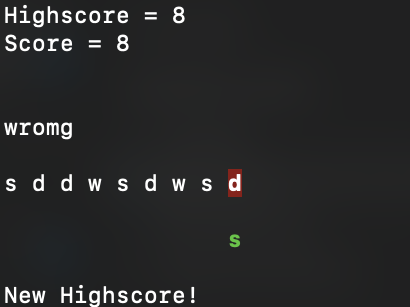 Highscore = 8
Score = 8
wromg
s d d w s d w s d
s
New Highscore!